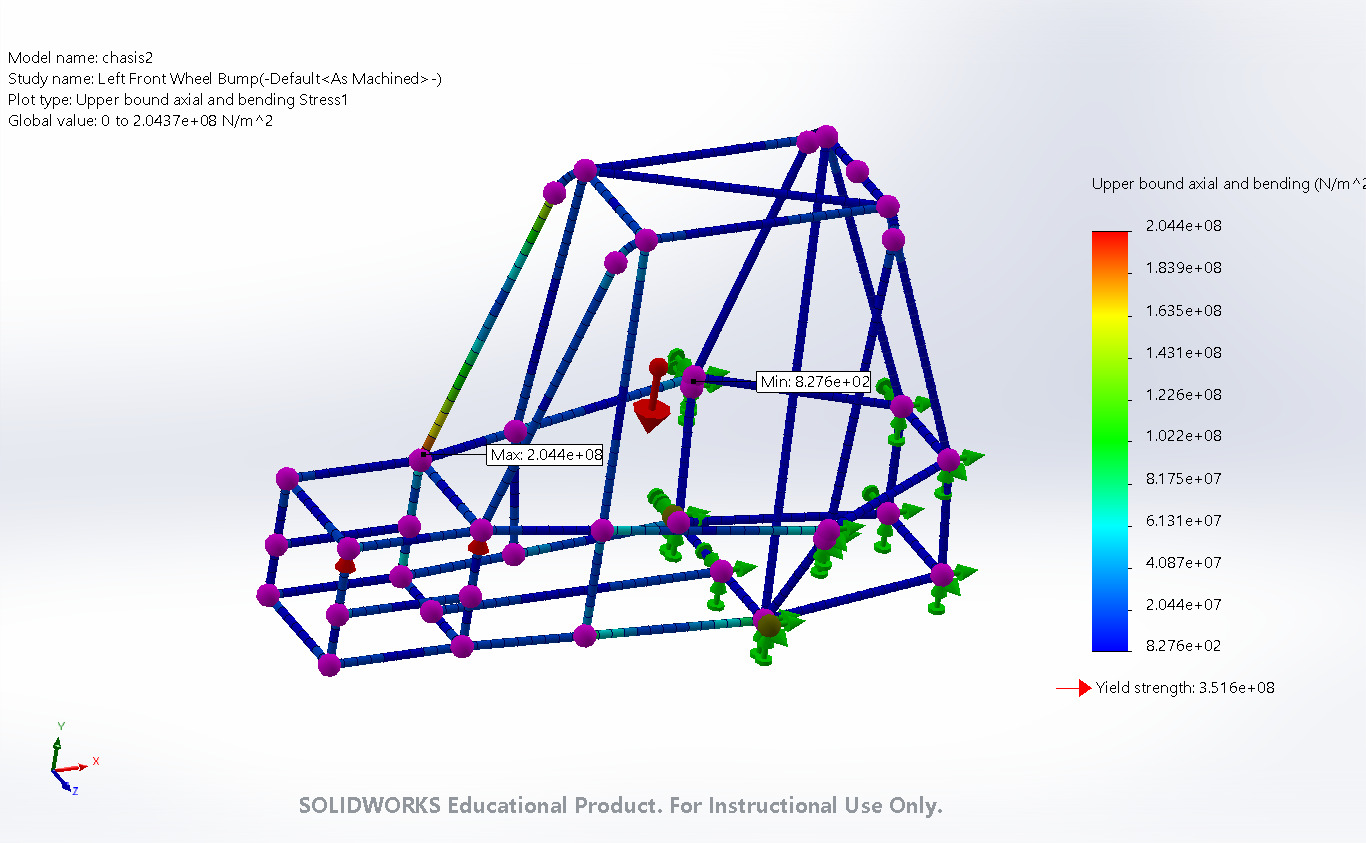 Model name: chasis2
Study name: Left Front Wheel Bump(-Default<As Machined>-)
Plot type: Upper bound axial and bending Stress1
Global value: 0 to 2.0437e+08 N/m^2
Upper bound axial and bending (N/m^2
2.044e+08
1.839e+08
1.635e+08
1.431e+08
1.226e+08
1.022e+08
8.175e+07
6.131e+07
4.087e+07
2.044e+07
8.276e+02
Yield strength: 3.516e+08
Min: 8.276e+02
Max: 2.044e+08
Y
X
Z
SOLIDWORKS Educational Product. For Instructional Use Only.